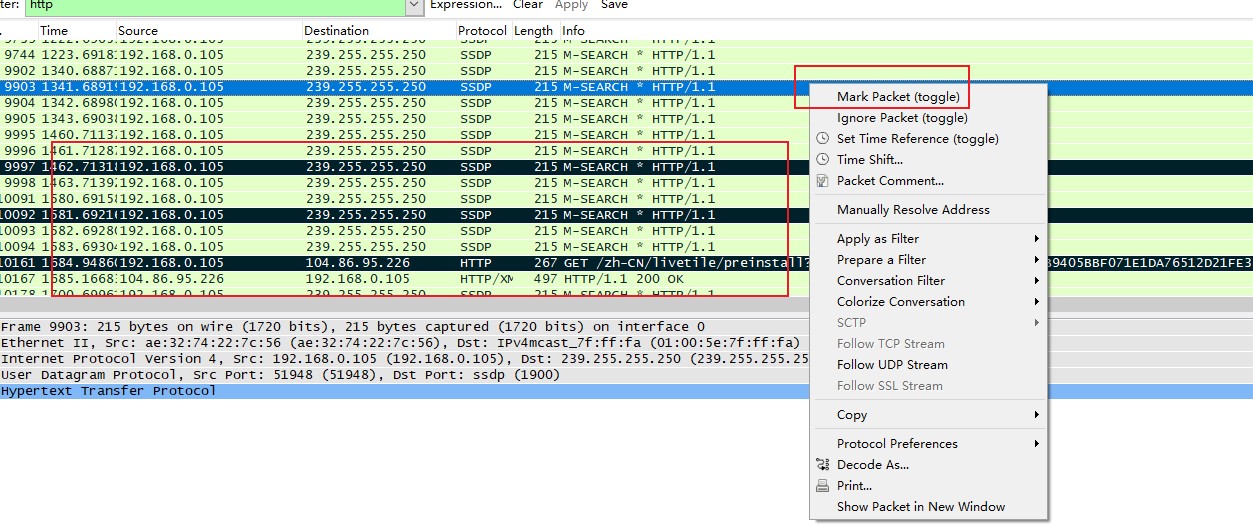 ter: http Expression... Clear Apply Save
. Time Source Destination Protocol Length Info
9744 1223.6918 192.168.0.105 239.255.255.250 SSDP 215 M-SEARCH * HTTP/1.1
9902 1340.6887 192.168.0.105 239.255.255.250 SSDP 215 M-SEARCH * HTTP/1.1
9903 1341.6891 192.168.0.105 239.255.255.250 SSDP 215 M-SEARCH * HTTP/1.1
9904 1342.6898 192.168.0.105 239.255.255.250 SSDP 215 M-SEARCH * HTTP/1.1
9905 1343.6903 192.168.0.105 239.255.255.250 SSDP 215 M-SEARCH * HTTP/1.1
9995 1460.7113 192.168.0.105 239.255.255.250 SSDP 215 M-SEARCH * HTTP/1.1
9996 1461.7128 192.168.0.105 239.255.255.250 SSDP 215 M-SEARCH * HTTP/1.1
9997 1462.7131 192.168.0.105 239.255.255.250 SSDP 215 M-SEARCH * HTTP/1.1
9998 1463.7139 192.168.0.105 239.255.255.250 SSDP 215 M-SEARCH * HTTP/1.1
10091 1580.6915 192.168.0.105 239.255.255.250 SSDP 215 M-SEARCH * HTTP/1.1
10092 1581.6921 192.168.0.105 239.255.255.250 SSDP 215 M-SEARCH * HTTP/1.1
10093 1582.6928 192.168.0.105 239.255.255.250 SSDP 215 M-SEARCH * HTTP/1.1
10094 1583.6930 192.168.0.105 239.255.255.250 SSDP 215 M-SEARCH * HTTP/1.1
10161 1584.9486 192.168.0.105 104.86.95.226 HTTP 267 GET /zh-CN/livetile/preinstall? 9405BBF071E1DA76512D21FE3
10167 1585.1668 104.86.95.226 192.168.0.105 HTTP/XM 497 HTTP/1.1 200 OK
192.168.0.105 239.255.255.250 SSDP 215 M-SEARCH * HTTP/1.1
Frame 9903: 215 bytes on wire (1720 bits), 215 bytes captured (1720 bits) on interface 0
Ethernet II, Src: ae:32:74:22:7c:56 (ae:32:74:22:7c:56), Dst: IPv4mcast_7f:ff:fa (01:00:5e:7f:ff:fa)
Internet Protocol Version 4, Src: 192.168.0.105 (192.168.0.105), Dst: 239.255.255.250 (239.255.255.25
User Datagram Protocol, Src Port: 51948 (51948), Dst Port: ssdp (1900)
Hypertext Transfer Protocol
Mark Packet (toggle)
Ignore Packet (toggle)
Set Time Reference (toggle)
Time Shift...
Packet Comment...
Manually Resolve Address
Apply as Filter
Prepare a Filter
Conversation Filter
Colorize Conversation
SCTP
Follow TCP Stream
Follow UDP Stream
Follow SSL Stream
Copy
Protocol Preferences
Decode As...
Print...
Show Packet in New Window